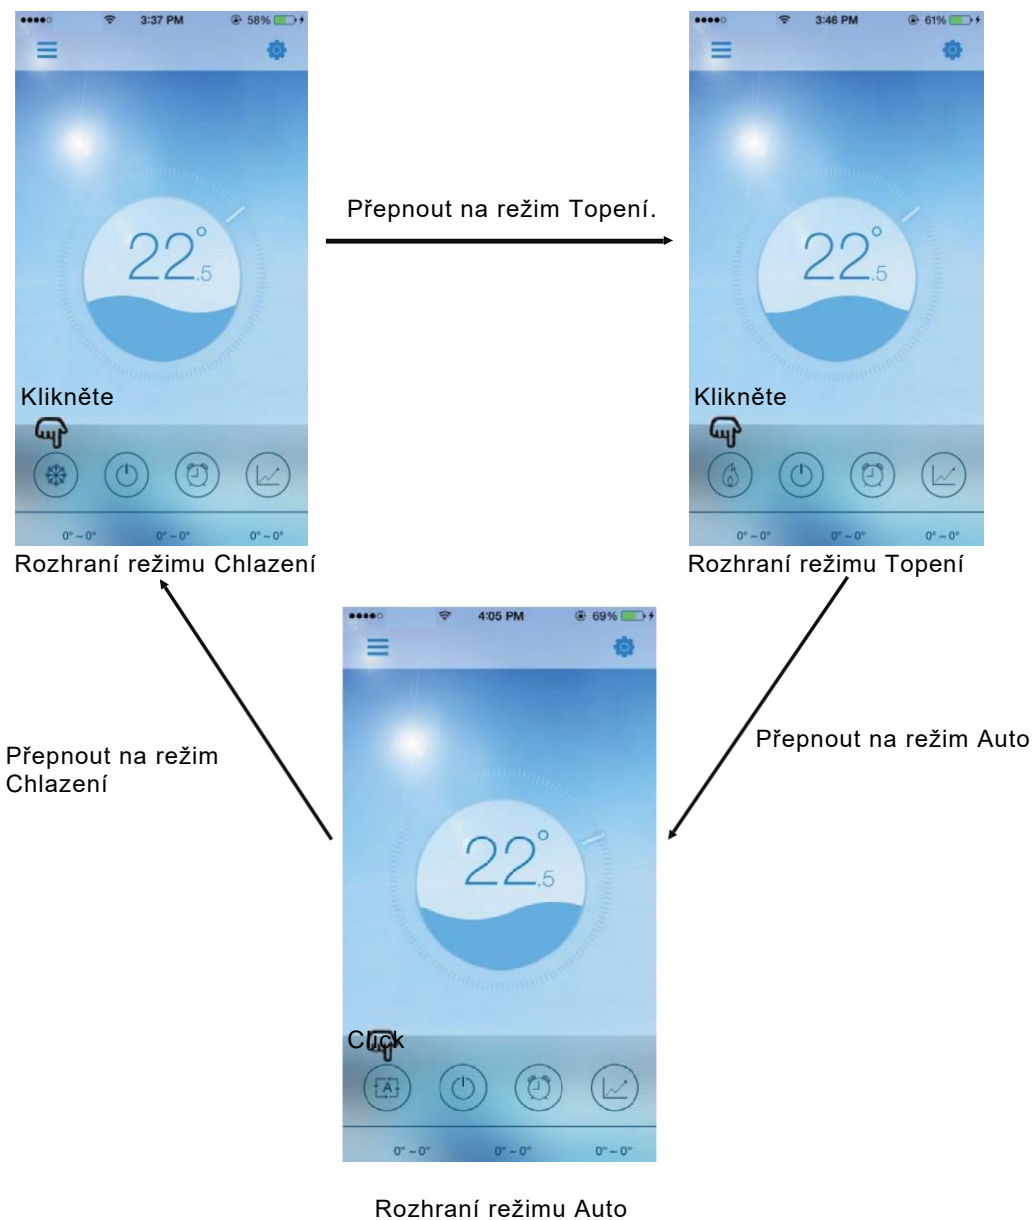 3:37 PM 58%
3:46 PM 61%
22°.5
22°.5
Přepnout na režim Topení.
Klikněte
Klikněte
0° ~ 0° 0° ~ 0° 0° ~ 0°
0° ~ 0° 0° ~ 0° 0° ~ 0°
Rozhraní režimu Chlazení
Rozhraní režimu Topení
4:05 PM 69%
Přepnout na režim Auto
Přepnout na režim
Chlazení
22°.5
Click
A
0° ~ 0° 0° ~ 0° 0° ~ 0°
Rozhraní režimu Auto